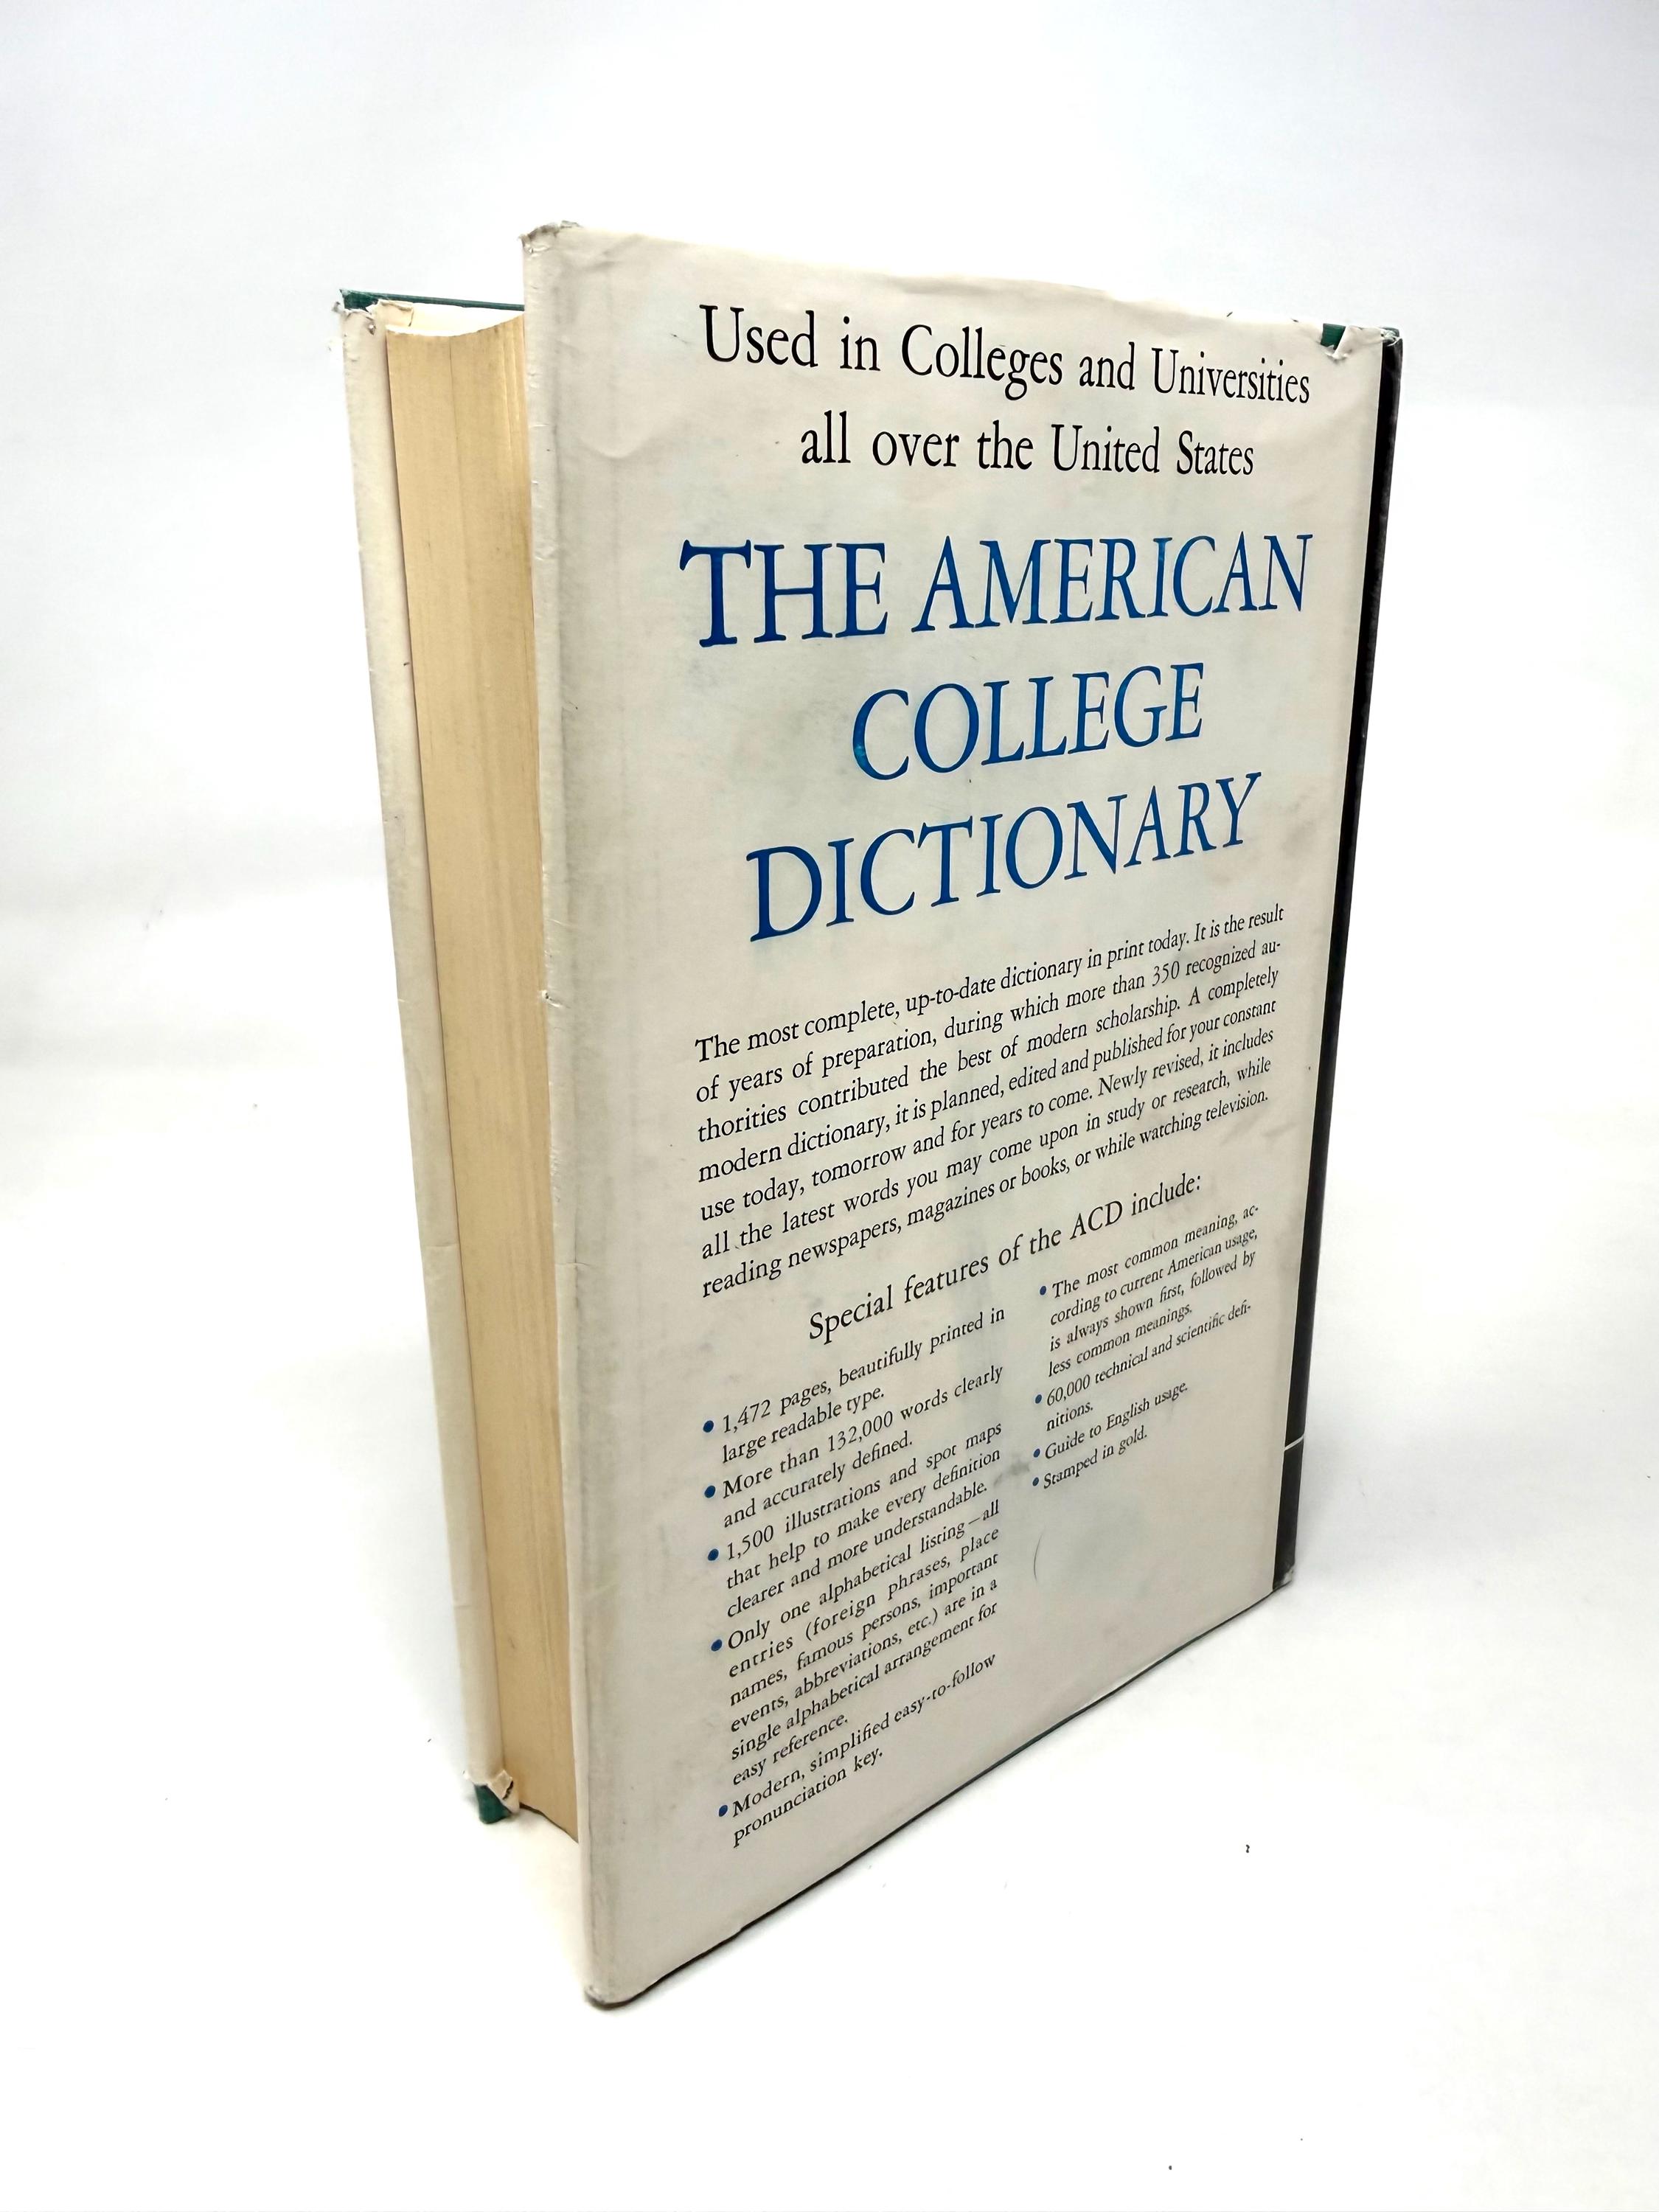 Used in Colleges and Universities
all over the United States
THE AMERICAN
COLLEGE
DICTIONARY
The most complete, up-to-date dictionary in print today. It is the result
of years of preparation, during which more than 350 recognized au-
thorities contributed the best of modern scholarship. A completely
modern dictionary, it is planned, edited and published for your constant
use today, tomorrow and for years to come. Newly revised, it includes
all the latest words you may come upon in study or research, while
reading newspapers, magazines or books, or while watching television.
Special features of the ACD include:
• 1,472 pages, beautifully printed in
large readable type.
• More than 132,000 words clearly
and accurately defined.
• 1,500 illustrations and spot maps
that help to make every definition
clearer and more understandable.
• Only one alphabetical listing—all
entries (foreign phrases, place
names, famous persons, important
events, abbreviations, etc.) are in a
single alphabetical arrangement for
easy reference.
• Modern, simplified easy-to-follow
pronunciation key.
• The most common meaning, ac-
cording to current American usage,
is always shown first, followed by
less common meanings.
• 60,000 technical and scientific defi-
nitions.
• Guide to English usage.
• Stamped in gold.